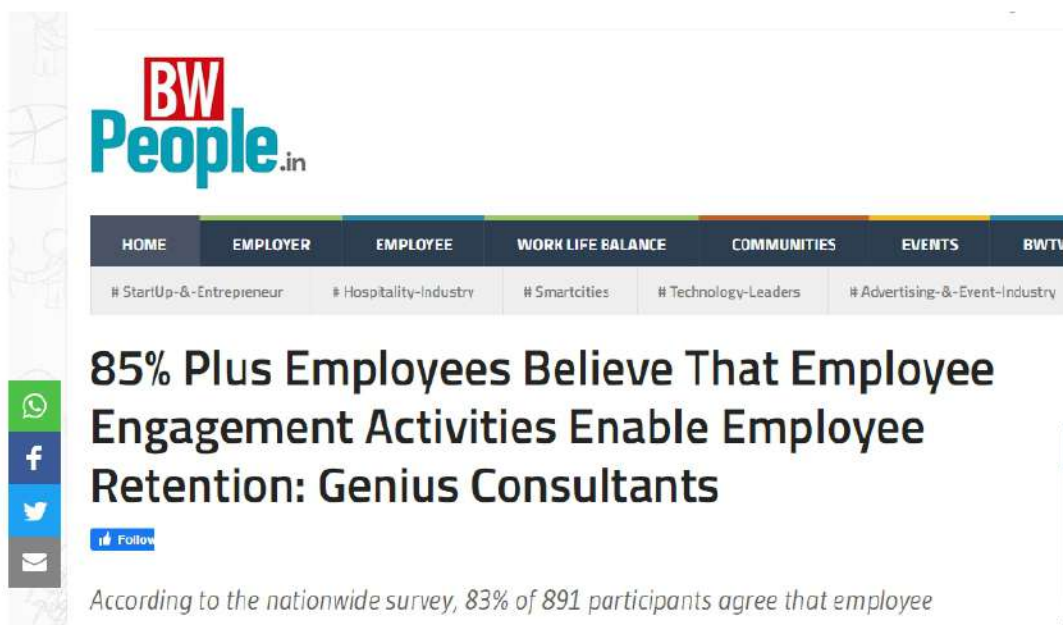 BW
People.in
HOME EMPLOYER EMPLOYEE WORK LIFE BALANCE COMMUNITIES EVENTS BWTV
# StartUp-&-Entrepreneur # Hospitality-Industry # Smartcities # Technology-Leaders # Advertising-&-Event-Industry
85% Plus Employees Believe That Employee
Engagement Activities Enable Employee
Retention: Genius Consultants
Follow
According to the nationwide survey, 83% of 891 participants agree that employee